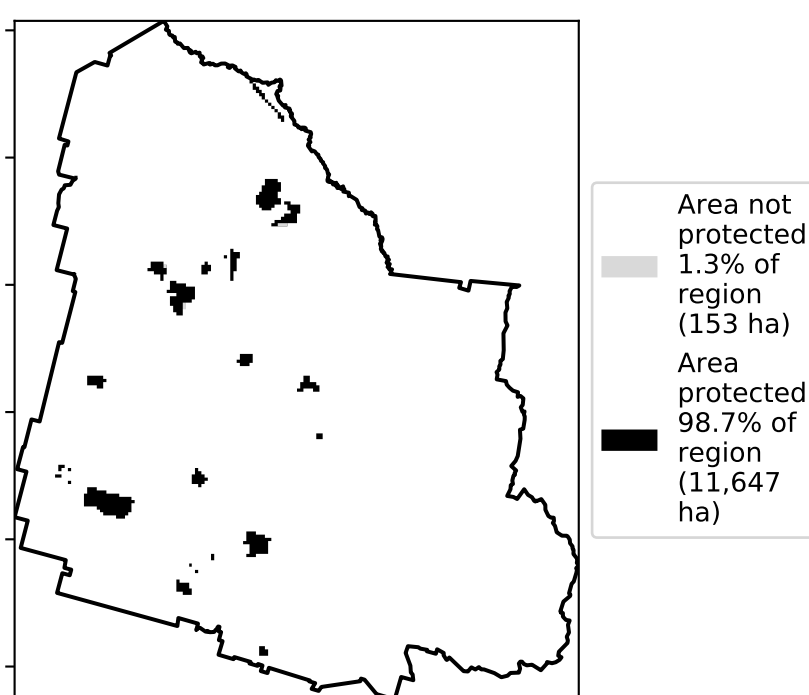 Area not
protected
1.3% of
region
(153 ha)
Area
protected
98.7% of
region
(11,647
ha)